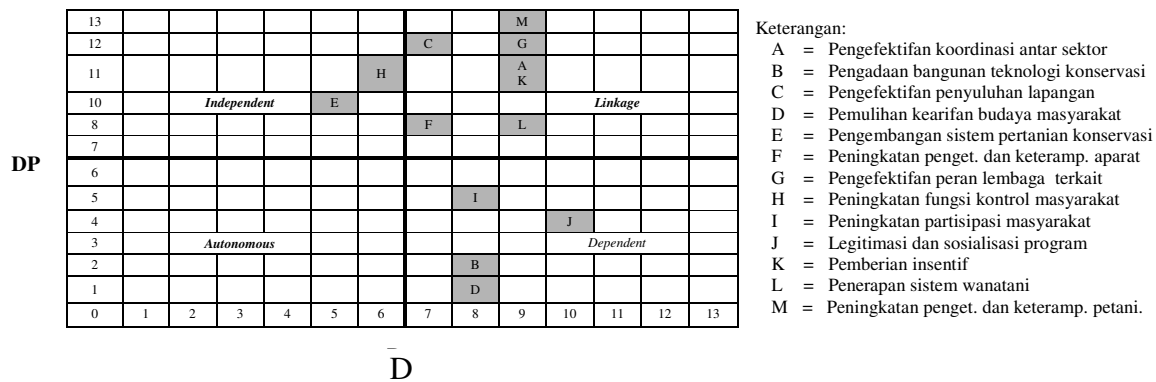 13 M
12 C G
11 H A
K
10 Independent E Linkage
8 F L
7
DP
6
5 I
4 J
3 Autonomous Dependent
2 B
1 D
0 1 2 3 4 5 6 7 8 9 10 11 12 13
D
Keterangan:
A = Pengefektifan koordinasi antar sektor
B = Pengadaan bangunan teknologi konservasi
C = Pengefektifan penyuluhan lapangan
D = Pemulihan kearifan budaya masyarakat
E = Pengembangan sistem pertanian konservasi
F = Peningkatan penget. dan keteramp. aparat
G = Pengefektifan peran lembaga terkait
H = Peningkatan fungsi kontrol masyarakat
I = Peningkatan partisipasi masyarakat
J = Legitimasi dan sosialisasi program
K = Pemberian insentif
L = Penerapan sistem wanatani
M = Peningkatan penget. dan keteramp. petani.